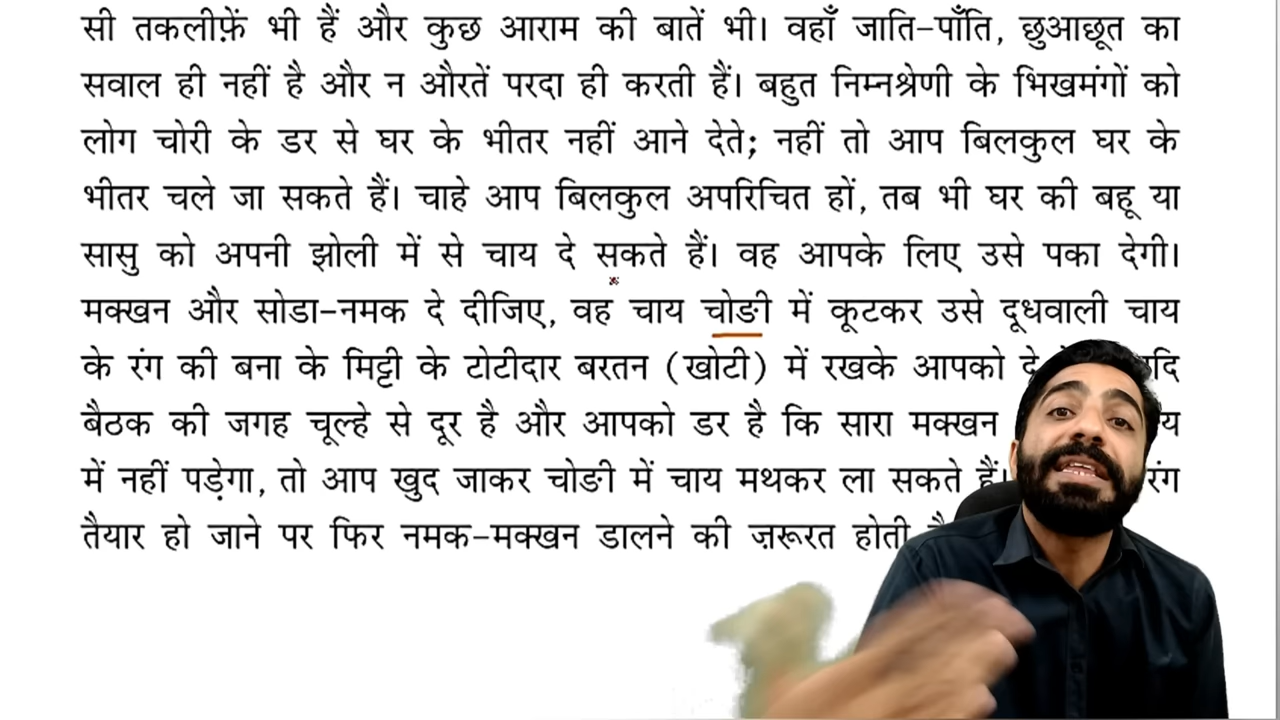 सी तकलीफ़ें भी हैं और कुछ आराम की बातें भी। वहाँ जाति-पाँति, छुआछूत का
सवाल ही नहीं है और न औरतें परदा ही करती हैं। बहुत निम्नश्रेणी के भिखमंगों को
लोग चोरी के डर से घर के भीतर नहीं आने देते; नहीं तो आप बिलकुल घर के
भीतर चले जा सकते हैं। चाहे आप बिलकुल अपरिचित हों, तब भी घर की बहू या
सासु को अपनी झोली में से चाय दे सकते हैं। वह आपके लिए उसे पका देगी।
मक्खन और सोडा-नमक दे दीजिए, वह चाय चोङी में कूटकर उसे दूधवाली चाय
के रंग की बना के मिट्टी के टोटीदार बरतन (खोटी) में रखके आपको
बैठक की जगह चूल्हे से दूर है और आपको डर है कि सारा मक्खन
में नहीं पड़ेगा, तो आप खुद जाकर चोङी में चाय मथकर ला सकते हैं। रंग
तैयार हो जाने पर फिर नमक-मक्खन डालने की ज़रूरत होती